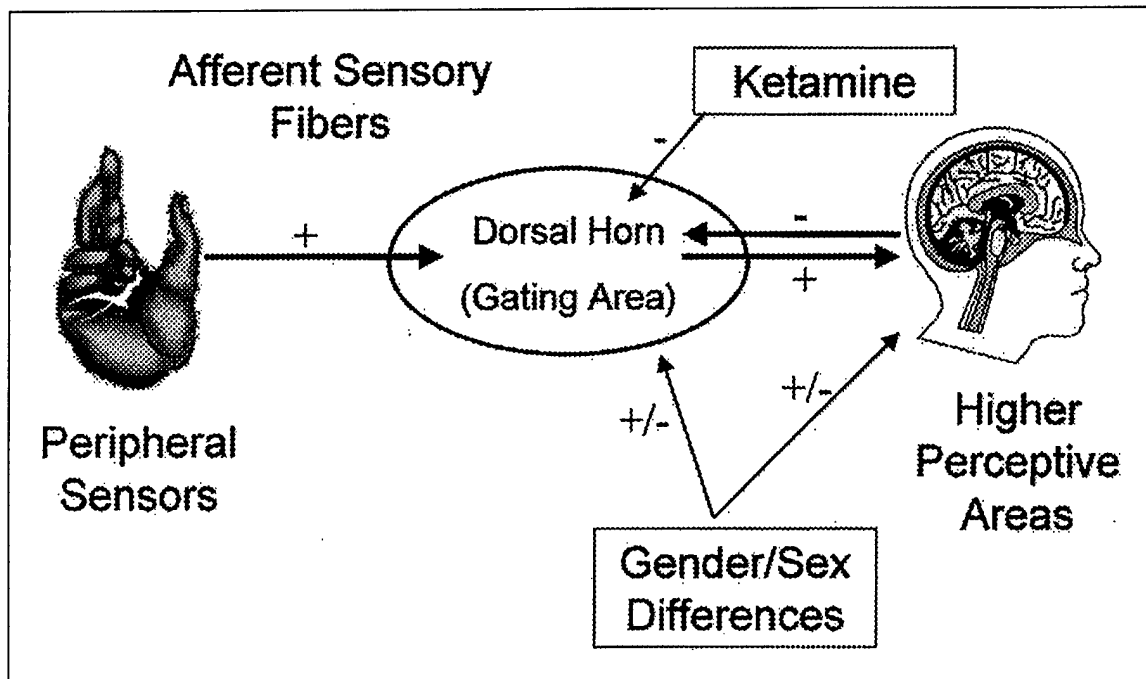 Afferent Sensory
Fibers
Ketamine
-
+
Dorsal Horn
(Gating Area)
-
+
+/-
+/-
Peripheral
Sensors
Higher
Perceptive
Areas
Gender/Sex
Differences